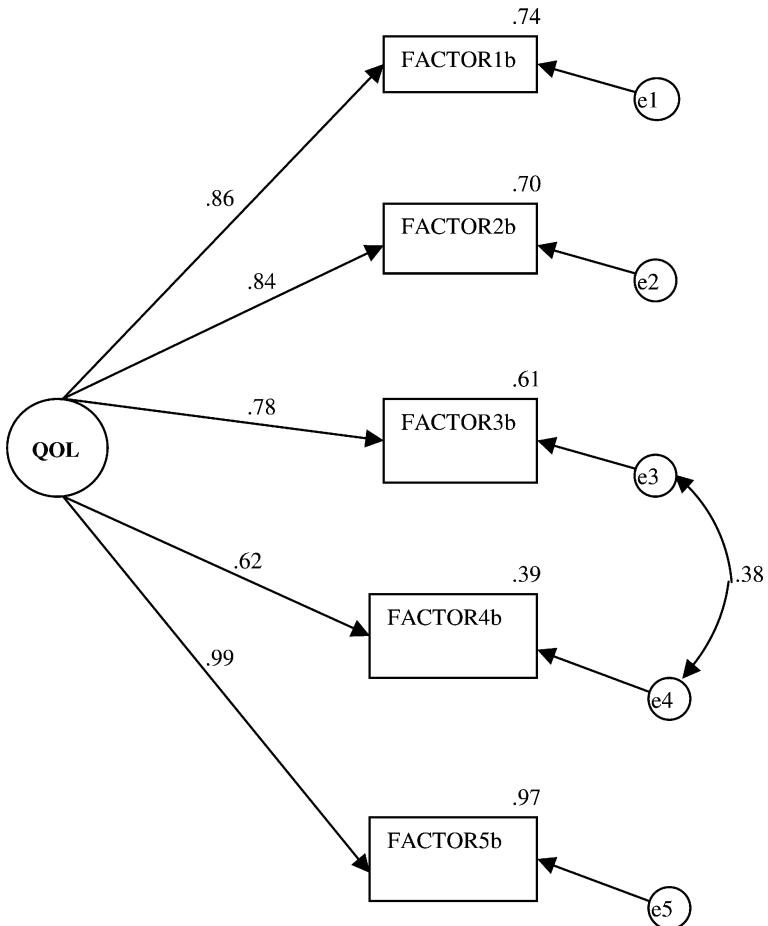 .74
FACTOR1b
e1
.86
.70
FACTOR2b
e2
.84
.61
FACTOR3b
.78
QOL
e3
.62
.39
.38
FACTOR4b
.99
e4
.97
FACTOR5b
e5